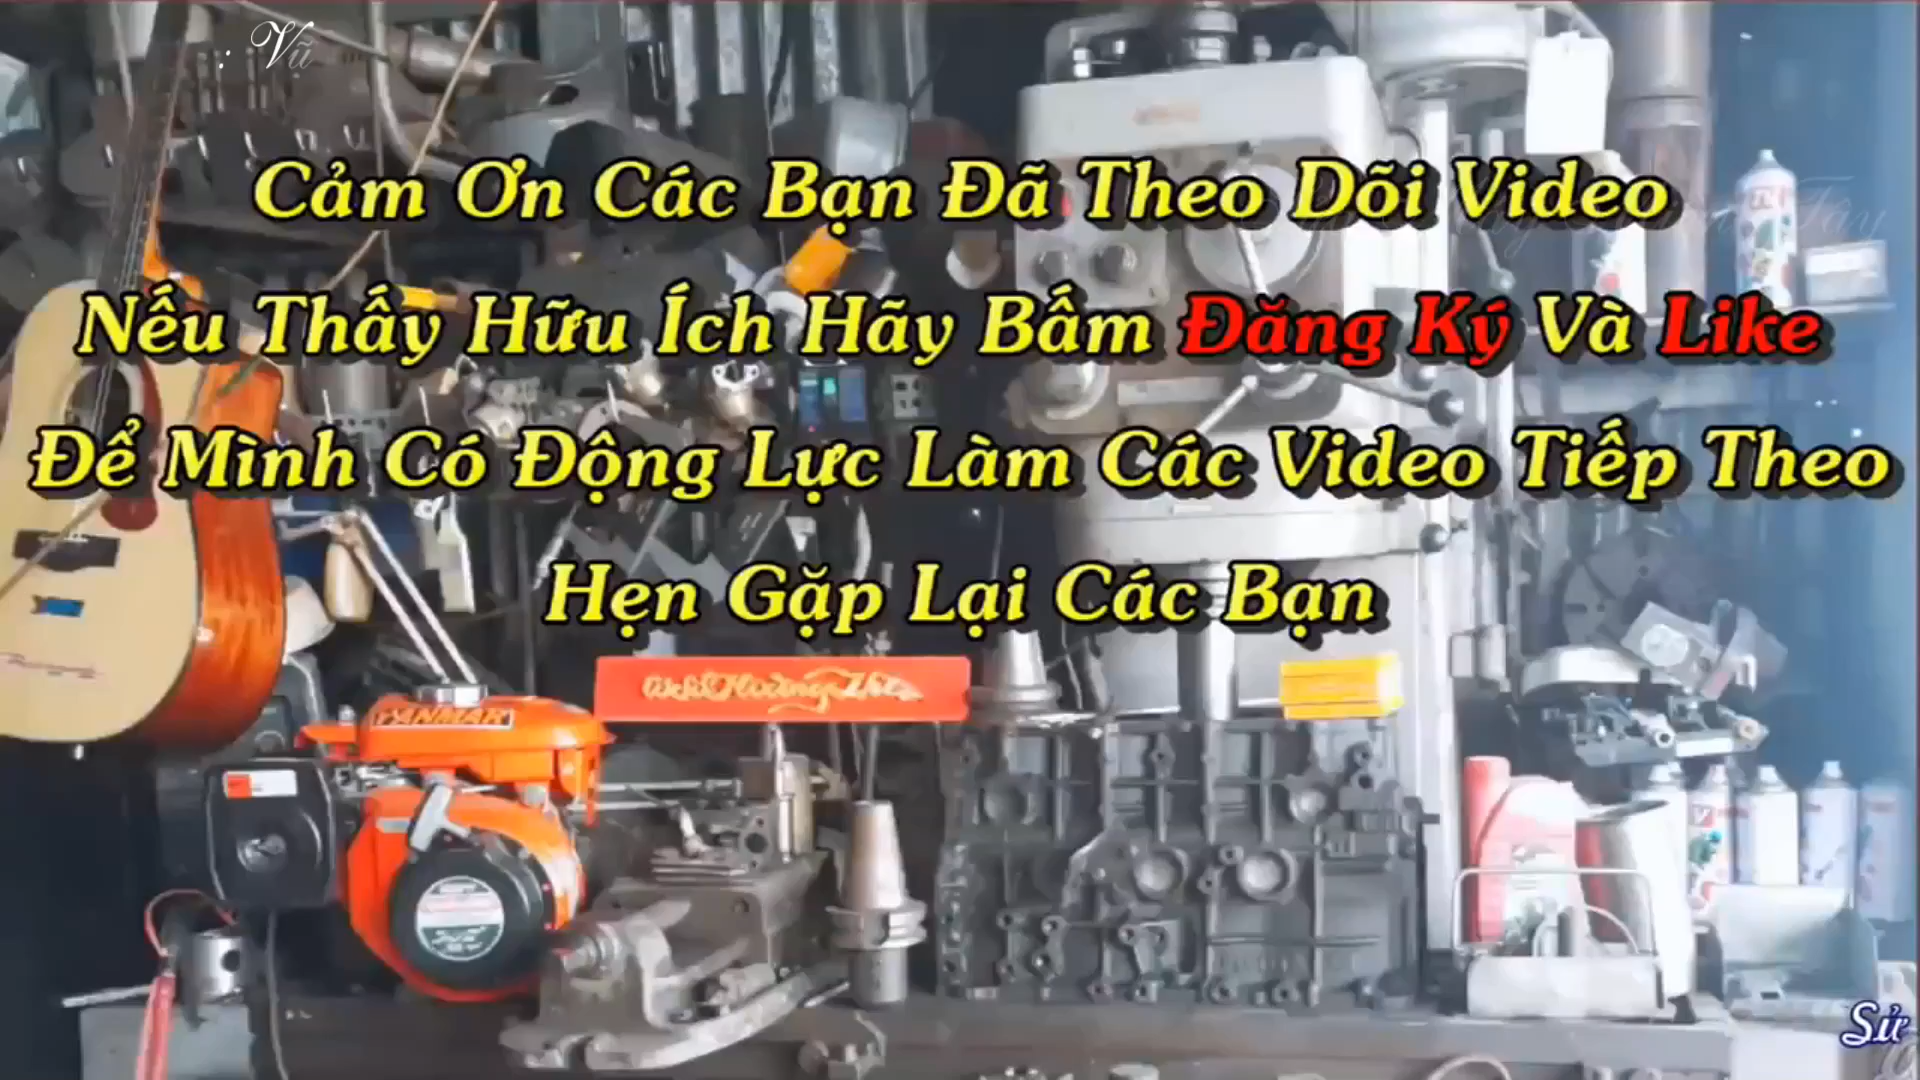 : Vũ
Cảm Ơn Các Bạn Đã Theo Dõi Video
Nếu Thấy Hữu Ích Hãy Bấm Đăng Ký Và Like
Để Mình Có Động Lực Làm Các Video Tiếp Theo
Hẹn Gặp Lại Các Bạn
YANMAR
Sử